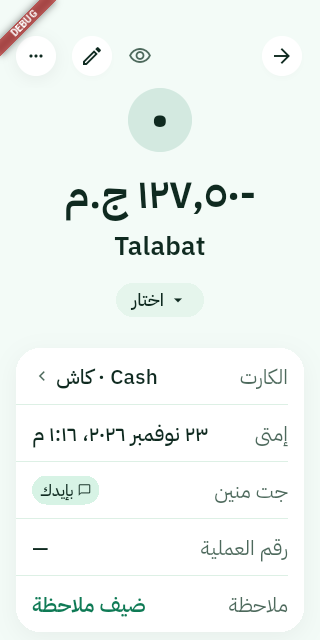 DEBUG
•
-١٢٧,٥٠ ج.م
Talabat
اختار
الكارت
كاش · Cash
إمتى
٢٣ نوفمبر ٢٠٢٦، ١:١٦ م
جت منين
بإيدك
رقم العملية
—
ملاحظة
ضيف ملاحظة